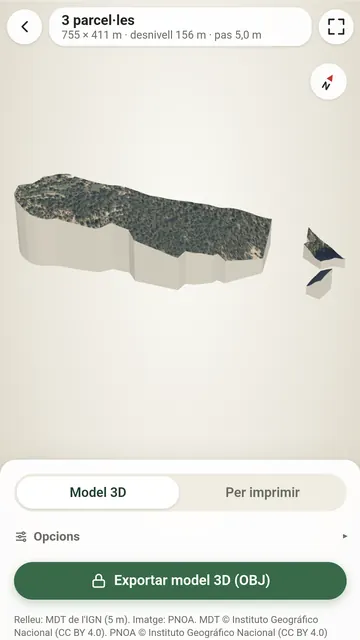 3 parcel·les
755 × 411 m · desnivell 156 m · pas 5,0 m
N
Model 3D
Per imprimir
Opcions
Exportar model 3D (OBJ)
Relleu: MDT de l'IGN (5 m). Imatge: PNOA. MDT © Instituto Geográfico
Nacional (CC BY 4.0). PNOA © Instituto Geográfico Nacional (CC BY 4.0)